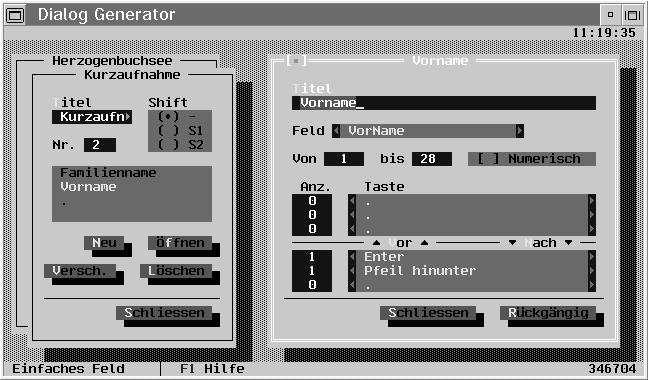 Dialog Generator
11:19:35
Herzogenbuchsee
Kurzaufnahme
Titel
Kurzaufn
Shift
(•) -
( ) S1
( ) S2
Nr. 2
Familienname
Vorname
.
Neu
Öffnen
Versch.
Löschen
Schliessen
[▪] Vorname
Titel
Vorname_
Feld VorName
Von 1 bis 28 [ ] Numerisch
Anz. Taste
0 .
0 .
0 .
▲ Vor ▲ ▼ Nach ▼
1 Enter
1 Pfeil hinunter
0 .
Schliessen
Rückgängig
Einfaches Feld F1 Hilfe 346704